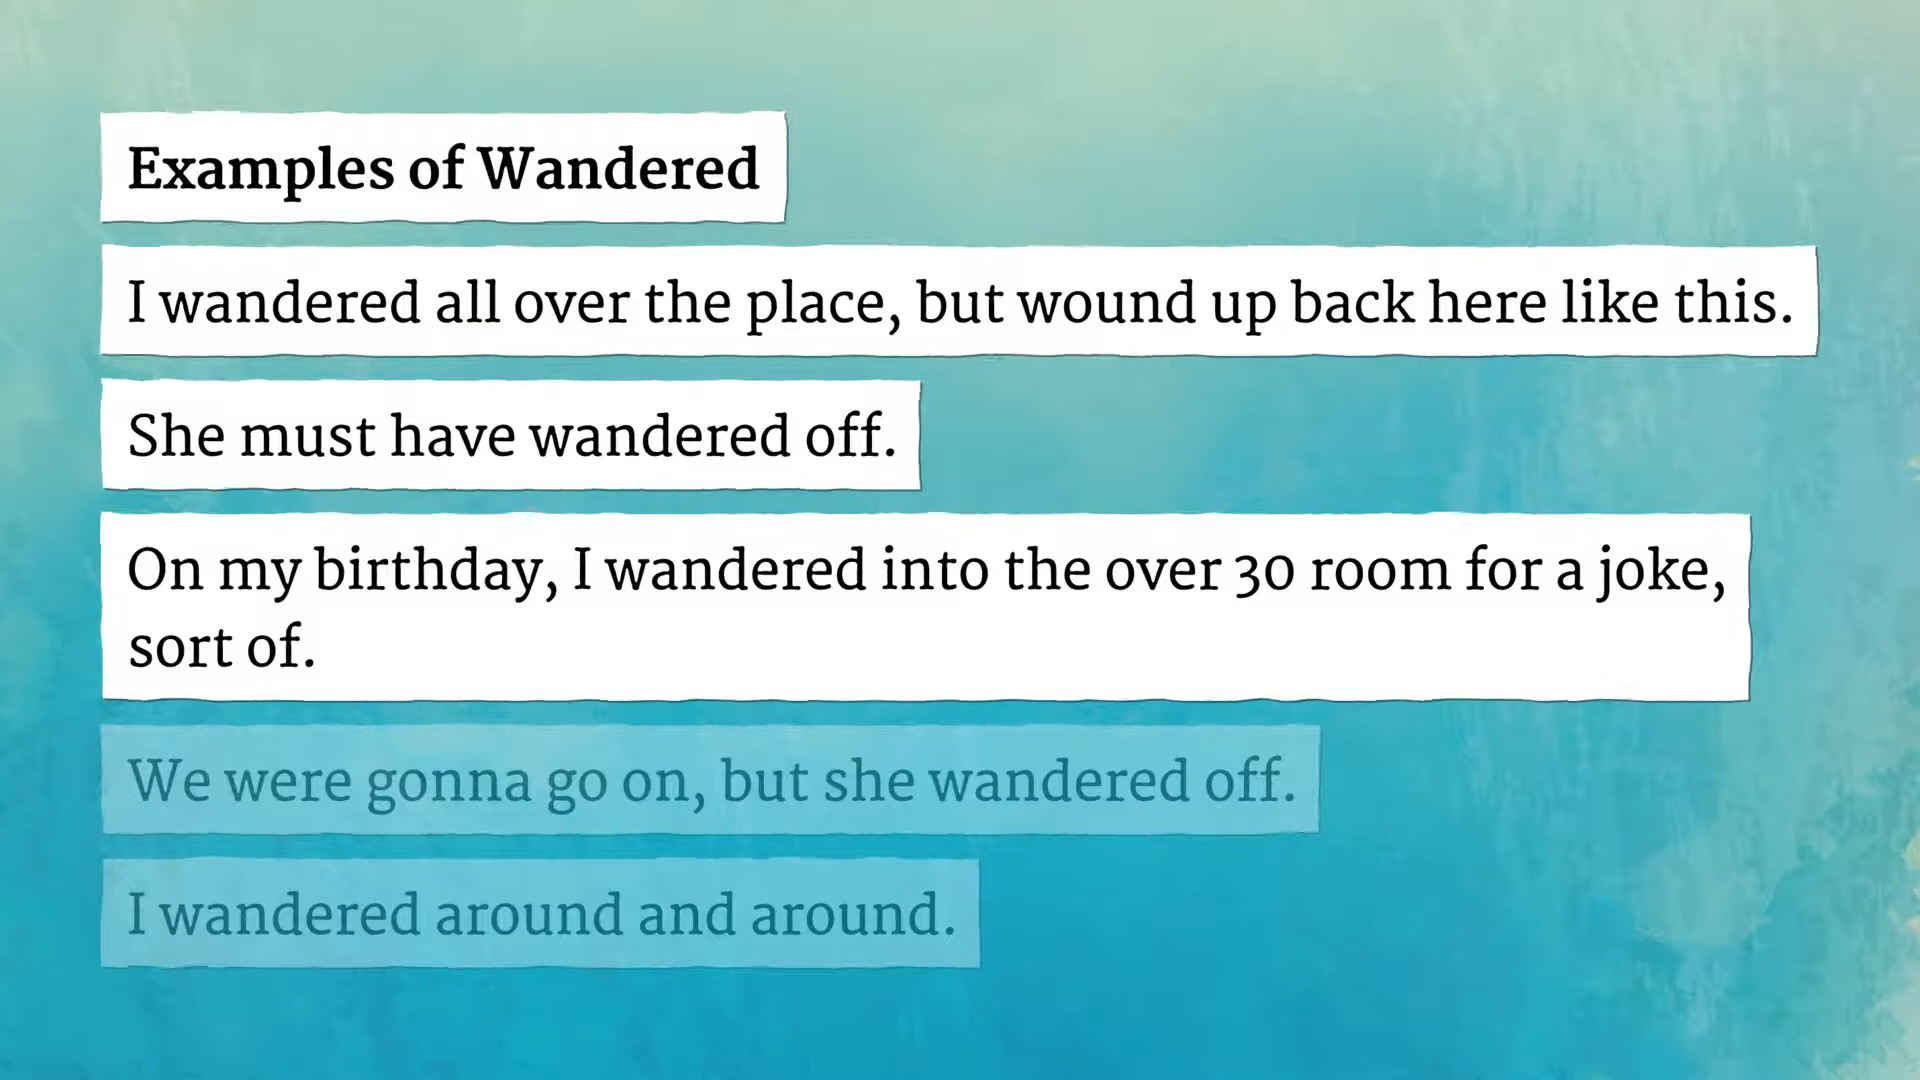 Examples of Wandered
I wandered all over the place, but wound up back here like this.
She must have wandered off.
On my birthday, I wandered into the over 30 room for a joke,
sort of.
We were gonna go on, but she wandered off.
I wandered around and around.